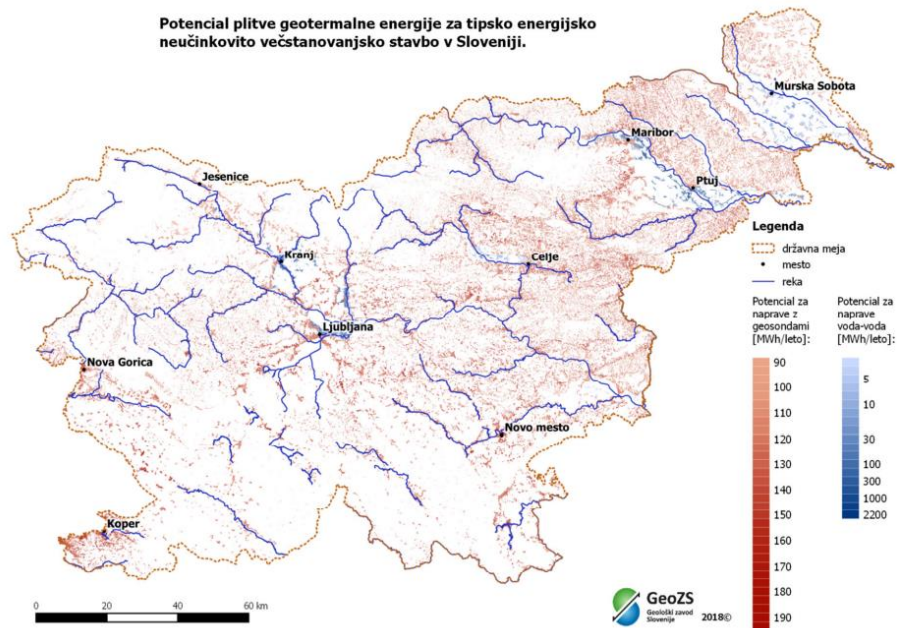 Potencial plitve geotermalne energije za tipsko energijsko
neučinkovito večstanovanjsko stavbo v Sloveniji.
Murska Sobota
Maribor
Jesenice
Ptuj
Kranj
Celje
Ljubljana
Nova Gorica
Novo mesto
Koper
Legenda
državna meja
mesto
reka
Potencial za
naprave z
geosondami
[MWh/leto]:
90
100
110
120
130
140
150
160
170
180
190
Potencial za
naprave
voda-voda
[MWh/leto]:
5
10
30
100
300
1000
2200
0 20 40 60 km
GeoZS
Geološki zavod
Slovenije
2018©